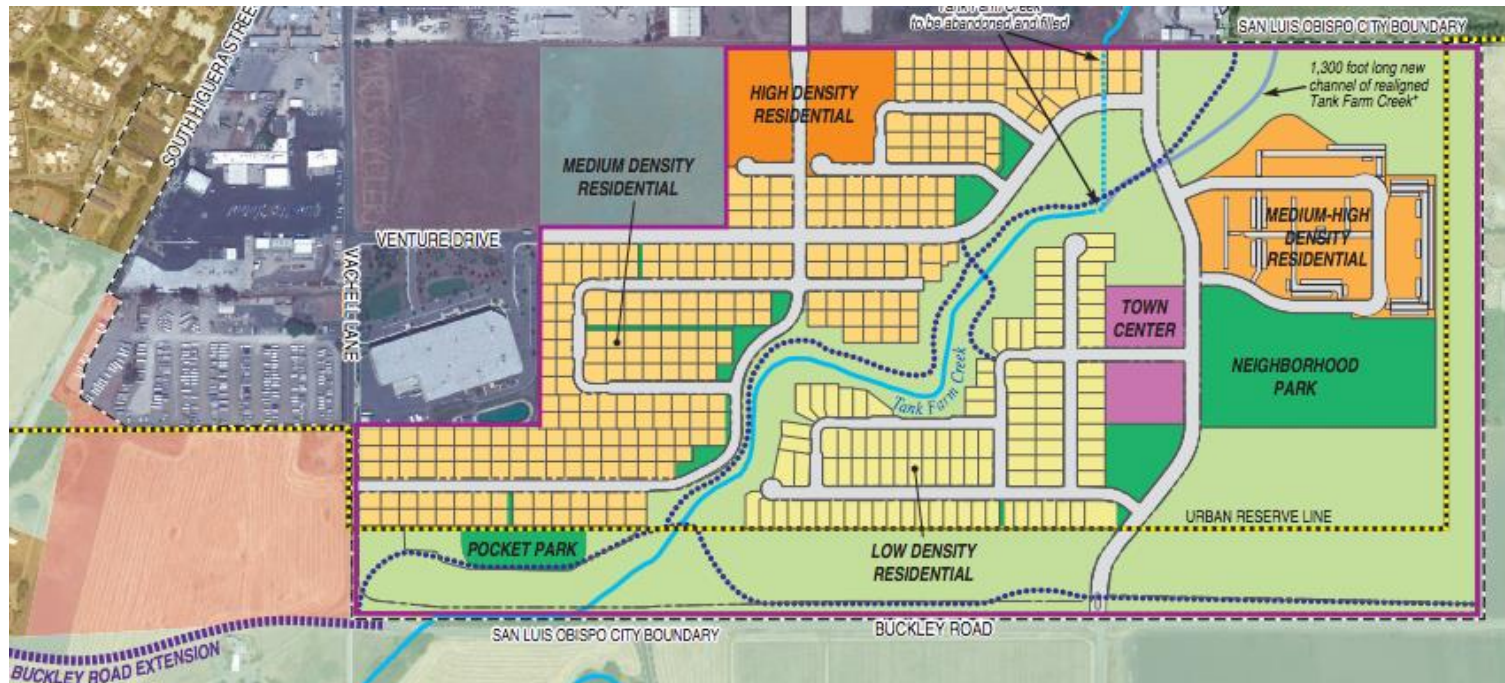 Tank Farm Creek
to be abandoned and filled
SAN LUIS OBISPO CITY BOUNDARY
1,300 foot long new
channel of realigned
Tank Farm Creek*
SOUTH HIGUERA STREET
HIGH DENSITY
RESIDENTIAL
MEDIUM DENSITY
RESIDENTIAL
MEDIUM-HIGH
DENSITY
RESIDENTIAL
VENTURE DRIVE
VACHELL LANE
TOWN
CENTER
NEIGHBORHOOD
PARK
Tank Farm Creek
URBAN RESERVE LINE
POCKET PARK
LOW DENSITY
RESIDENTIAL
SAN LUIS OBISPO CITY BOUNDARY
BUCKLEY ROAD
BUCKLEY ROAD EXTENSION